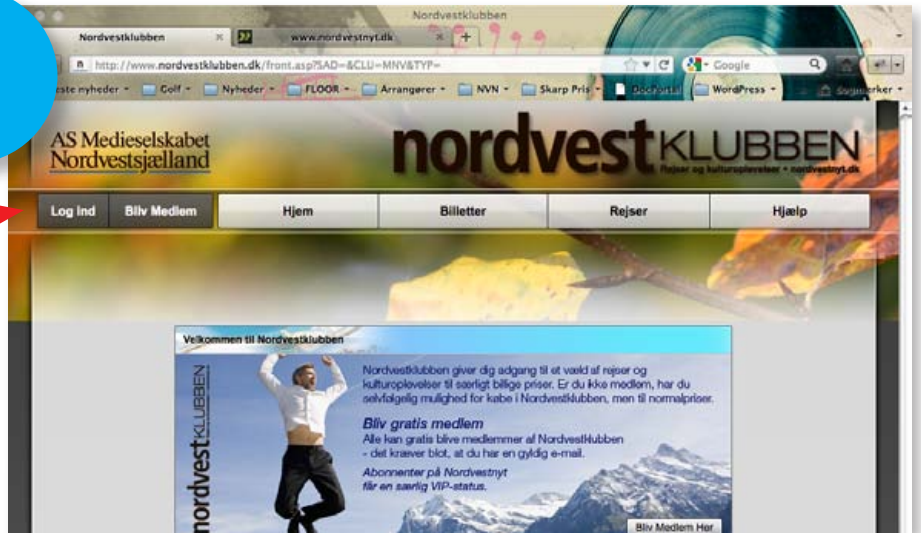 Nordvestklubben
Nordvestklubben
www.nordvestnyt.dk
http://www.nordvestklubben.dk/front.asp?SAD=&CLU=MNV&TYP=
Google
este nyheder
Golf
Nyheder
FLOOR
Arrangører
NVN
Skarp Pris
DocPortal
WordPress
Bogmærker
AS Medieselskabet
Nordvestsjælland
nordvestKLUBBEN
Rejser og kulturoplevelser • nordvestnyt.dk
Log ind
Bliv Medlem
Hjem
Billetter
Rejser
Hjælp
Velkommen til Nordvestklubben
nordvestKLUBBEN
Nordvestklubben giver dig adgang til et væld af rejser og
kulturoplevelser til særligt billige priser. Er du ikke medlem, har du
selvfølgelig mulighed for købe i Nordvestklubben, men til normalpriser.
Bliv gratis medlem
Alle kan gratis blive medlemmer af Nordvestklubben
- det kræver blot, at du har en gyldig e-mail.
Abonnenter på Nordvestnyt
får en særlig VIP-status.
Bliv Medlem Her